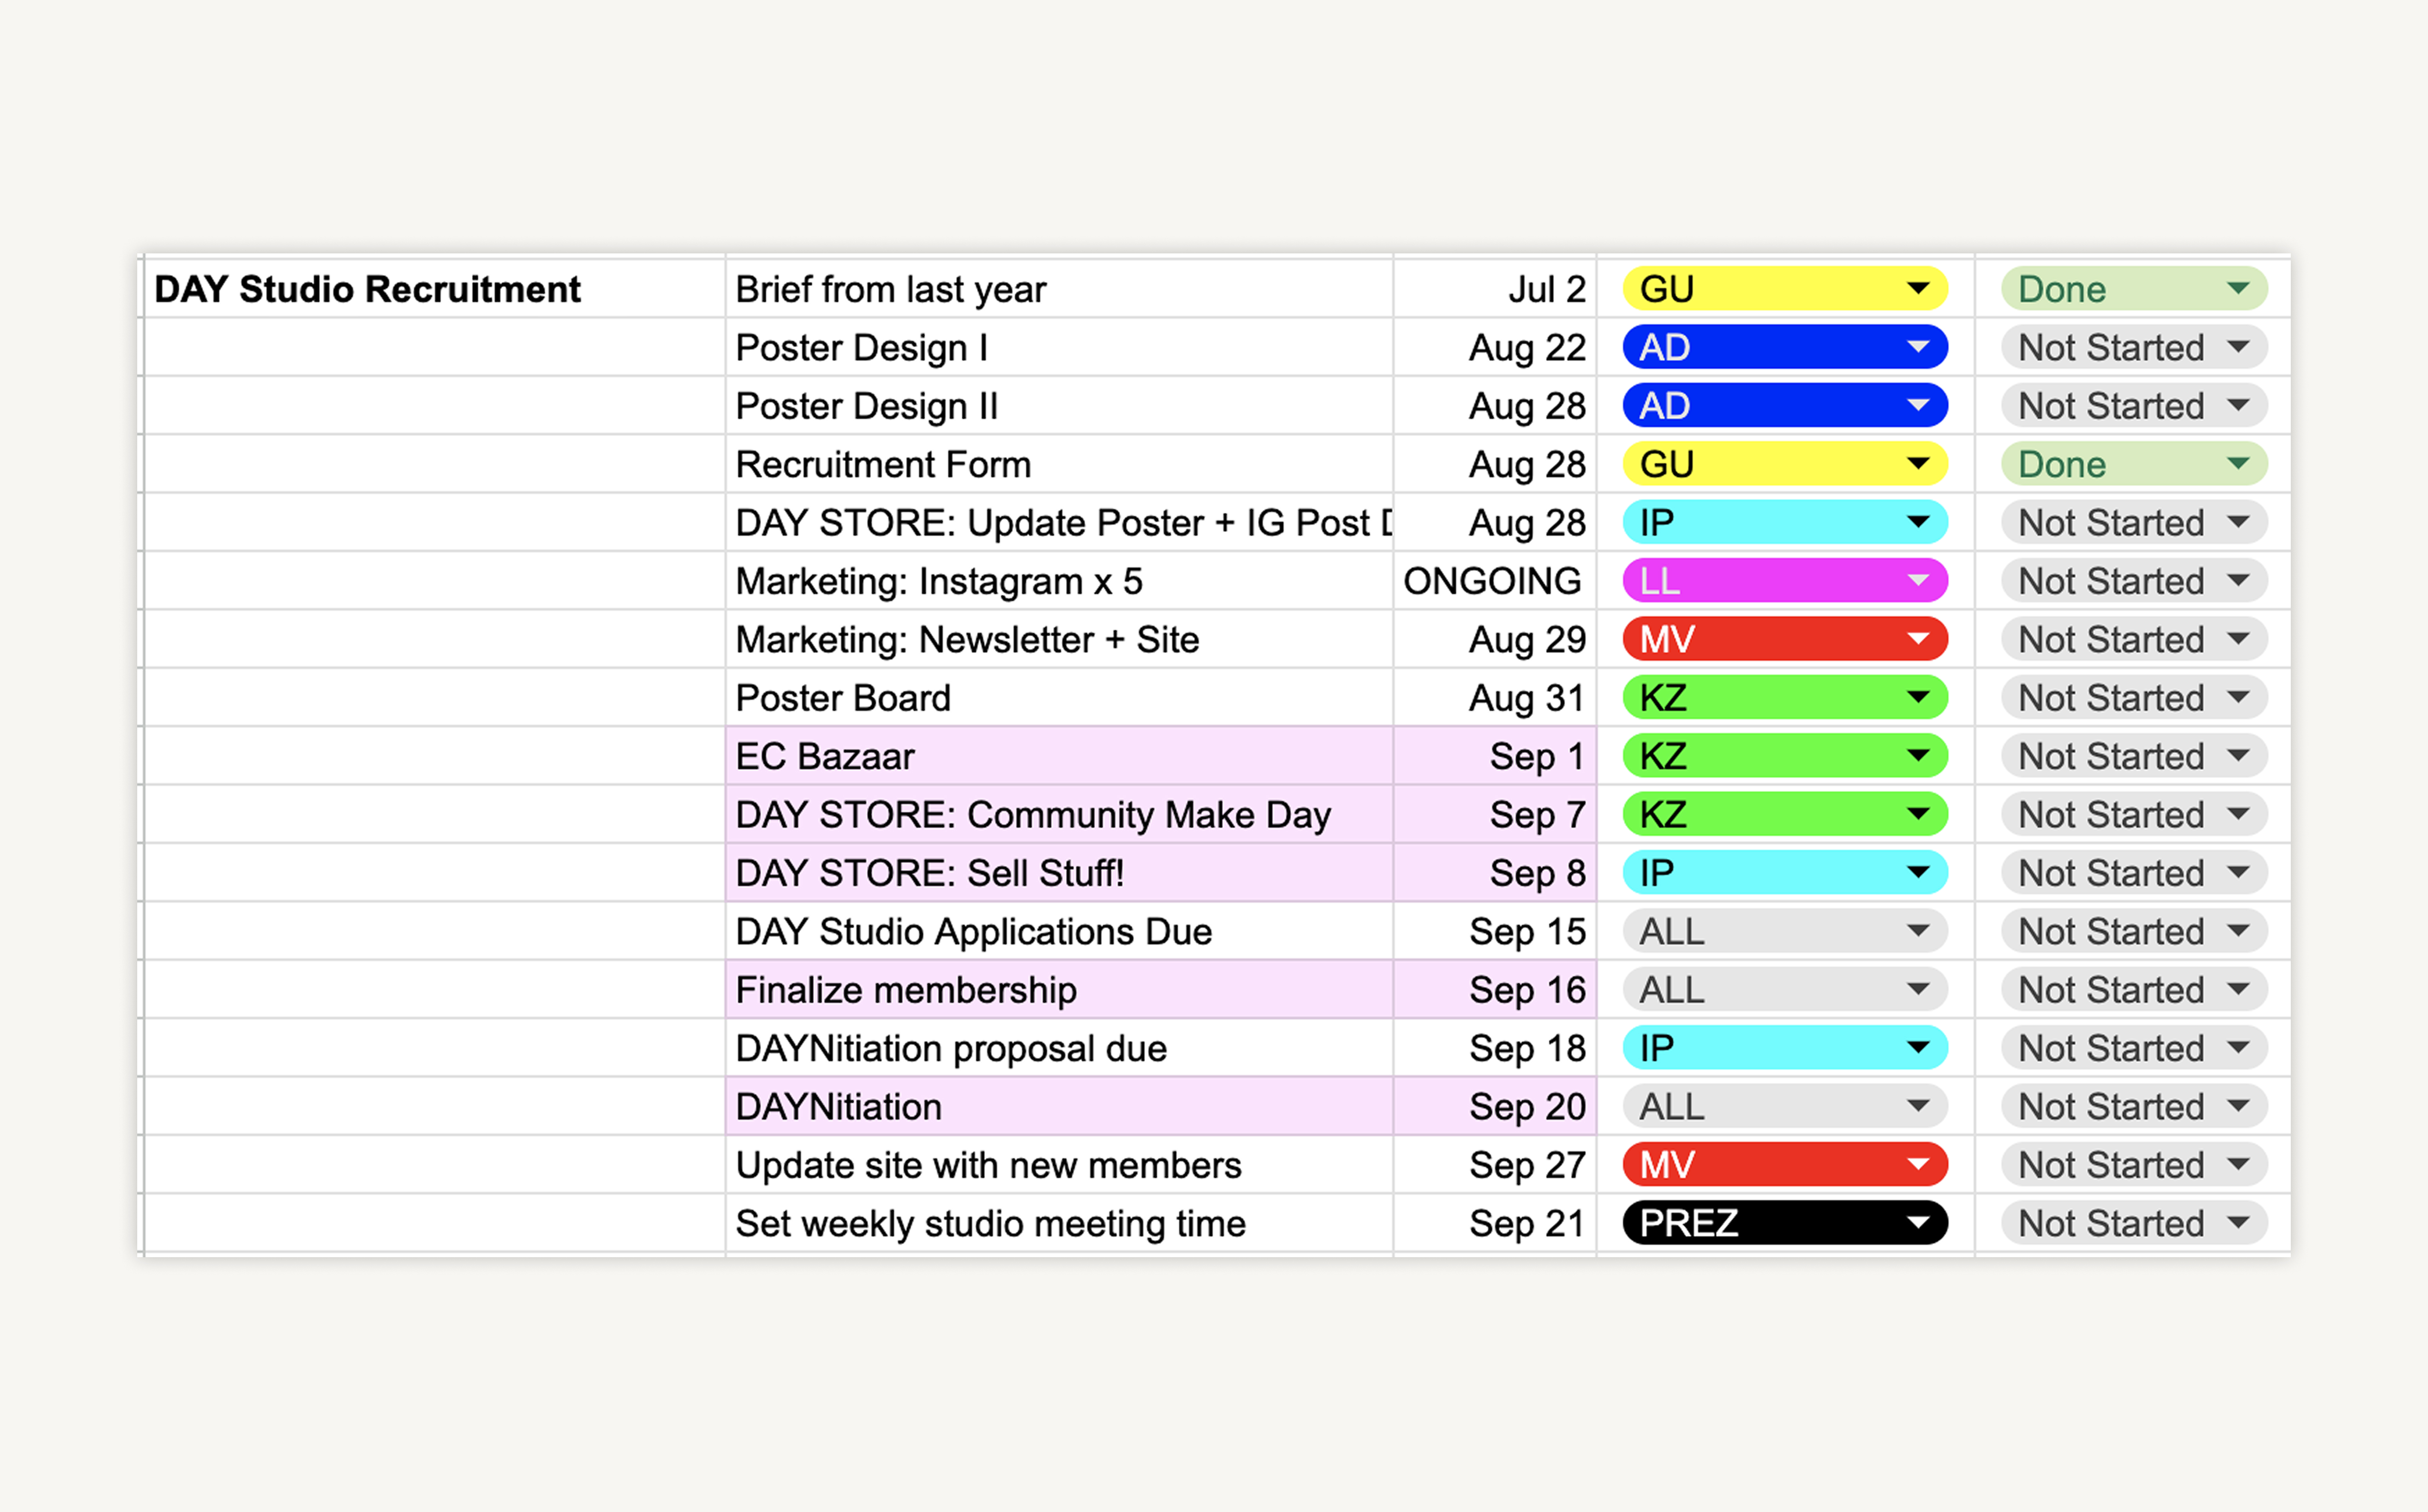 DAY Studio Recruitment Brief from last year Jul 2 GU Done
Poster Design I Aug 22 AD Not Started
Poster Design II Aug 28 AD Not Started
Recruitment Form Aug 28 GU Done
DAY STORE: Update Poster + IG Post Aug 28 IP Not Started
Marketing: Instagram x 5 ONGOING LL Not Started
Marketing: Newsletter + Site Aug 29 MV Not Started
Poster Board Aug 31 KZ Not Started
EC Bazaar Sep 1 KZ Not Started
DAY STORE: Community Make Day Sep 7 KZ Not Started
DAY STORE: Sell Stuff! Sep 8 IP Not Started
DAY Studio Applications Due Sep 15 ALL Not Started
Finalize membership Sep 16 ALL Not Started
DAYNitiation proposal due Sep 18 IP Not Started
DAYNitiation Sep 20 ALL Not Started
Update site with new members Sep 27 MV Not Started
Set weekly studio meeting time Sep 21 PREZ Not Started